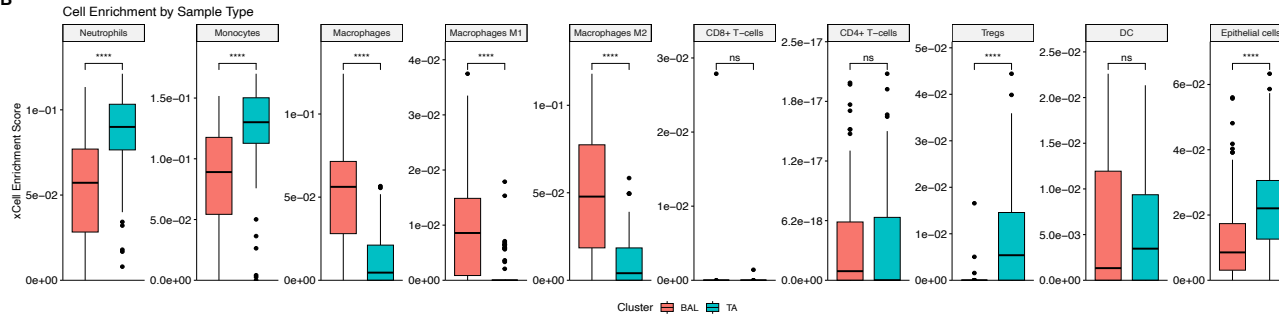 B
Cell Enrichment by Sample Type
Neutrophils Monocytes Macrophages Macrophages M1 Macrophages M2 CD8+ T−cells CD4+ T−cells Tregs DC Epithelial cells
**** **** **** **** **** ns ns **** ns ****
xCell Enrichment Score
1e−01
5e−02
0e+00
1.5e−01
1.0e−01
5.0e−02
0.0e+00
1e−01
5e−02
0e+00
4e−02
3e−02
2e−02
1e−02
0e+00
1e−01
5e−02
0e+00
3e−02
2e−02
1e−02
0e+00
2.5e−17
1.8e−17
1.2e−17
6.2e−18
0.0e+00
5e−02
4e−02
3e−02
2e−02
1e−02
0e+00
2.5e−02
2.0e−02
1.5e−02
1.0e−02
5.0e−03
0.0e+00
6e−02
4e−02
2e−02
0e+00
Cluster BAL TA